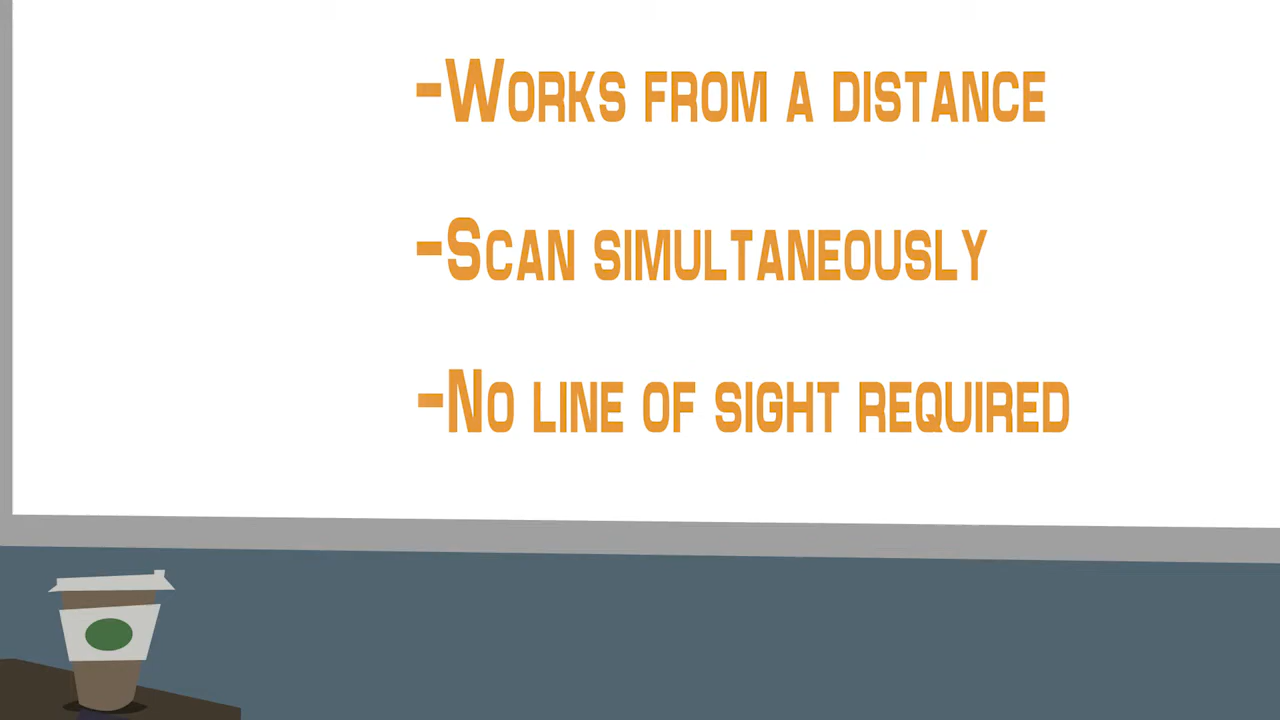 -Works from a distance
-Scan simultaneously
-No line of sight required